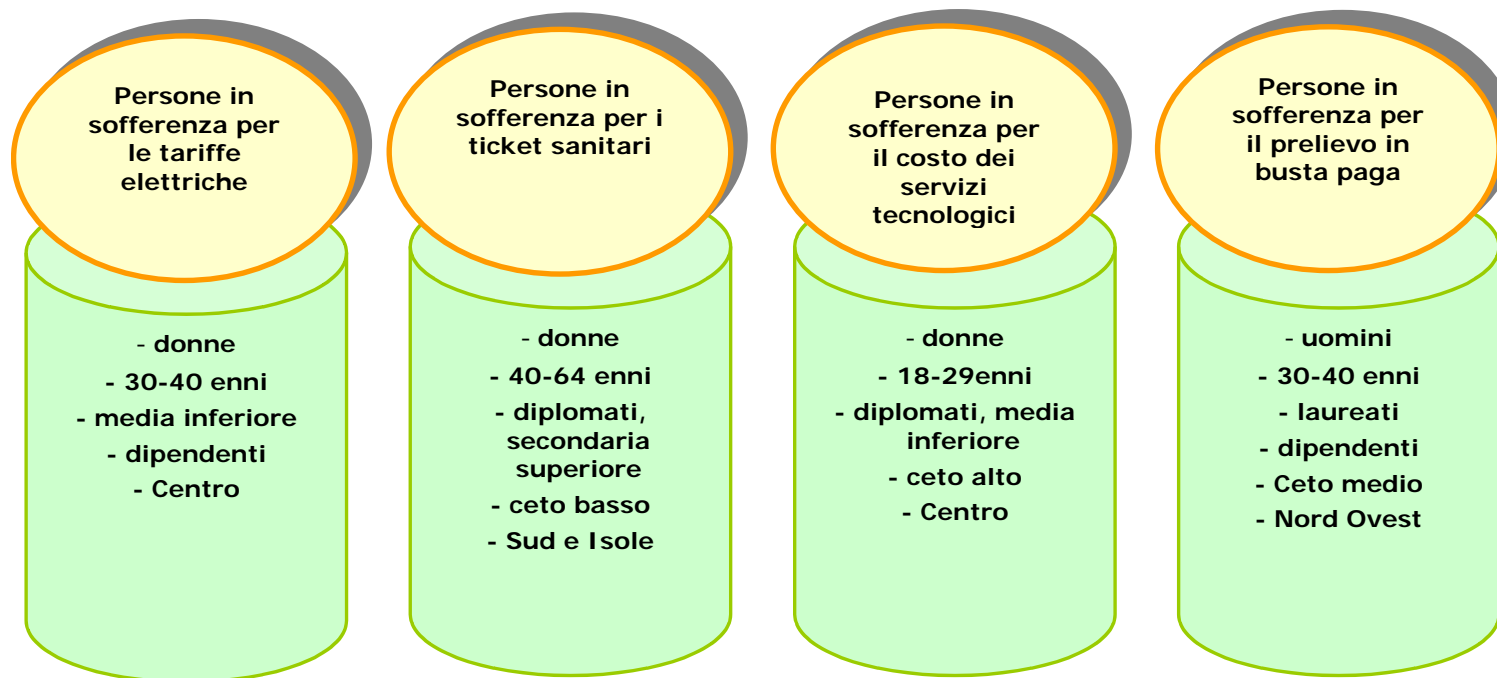 Persone in
sofferenza per
le tariffe
elettriche
- donne
- 30-40 enni
- media inferiore
- dipendenti
- Centro
Persone in
sofferenza per i
ticket sanitari
- donne
- 40-64 enni
- diplomati,
secondaria
superiore
- ceto basso
- Sud e Isole
Persone in
sofferenza per
il costo dei
servizi
tecnologici
- donne
- 18-29enni
- diplomati, media
inferiore
- ceto alto
- Centro
Persone in
sofferenza per
il prelievo in
busta paga
- uomini
- 30-40 enni
- laureati
- dipendenti
- Ceto medio
- Nord Ovest